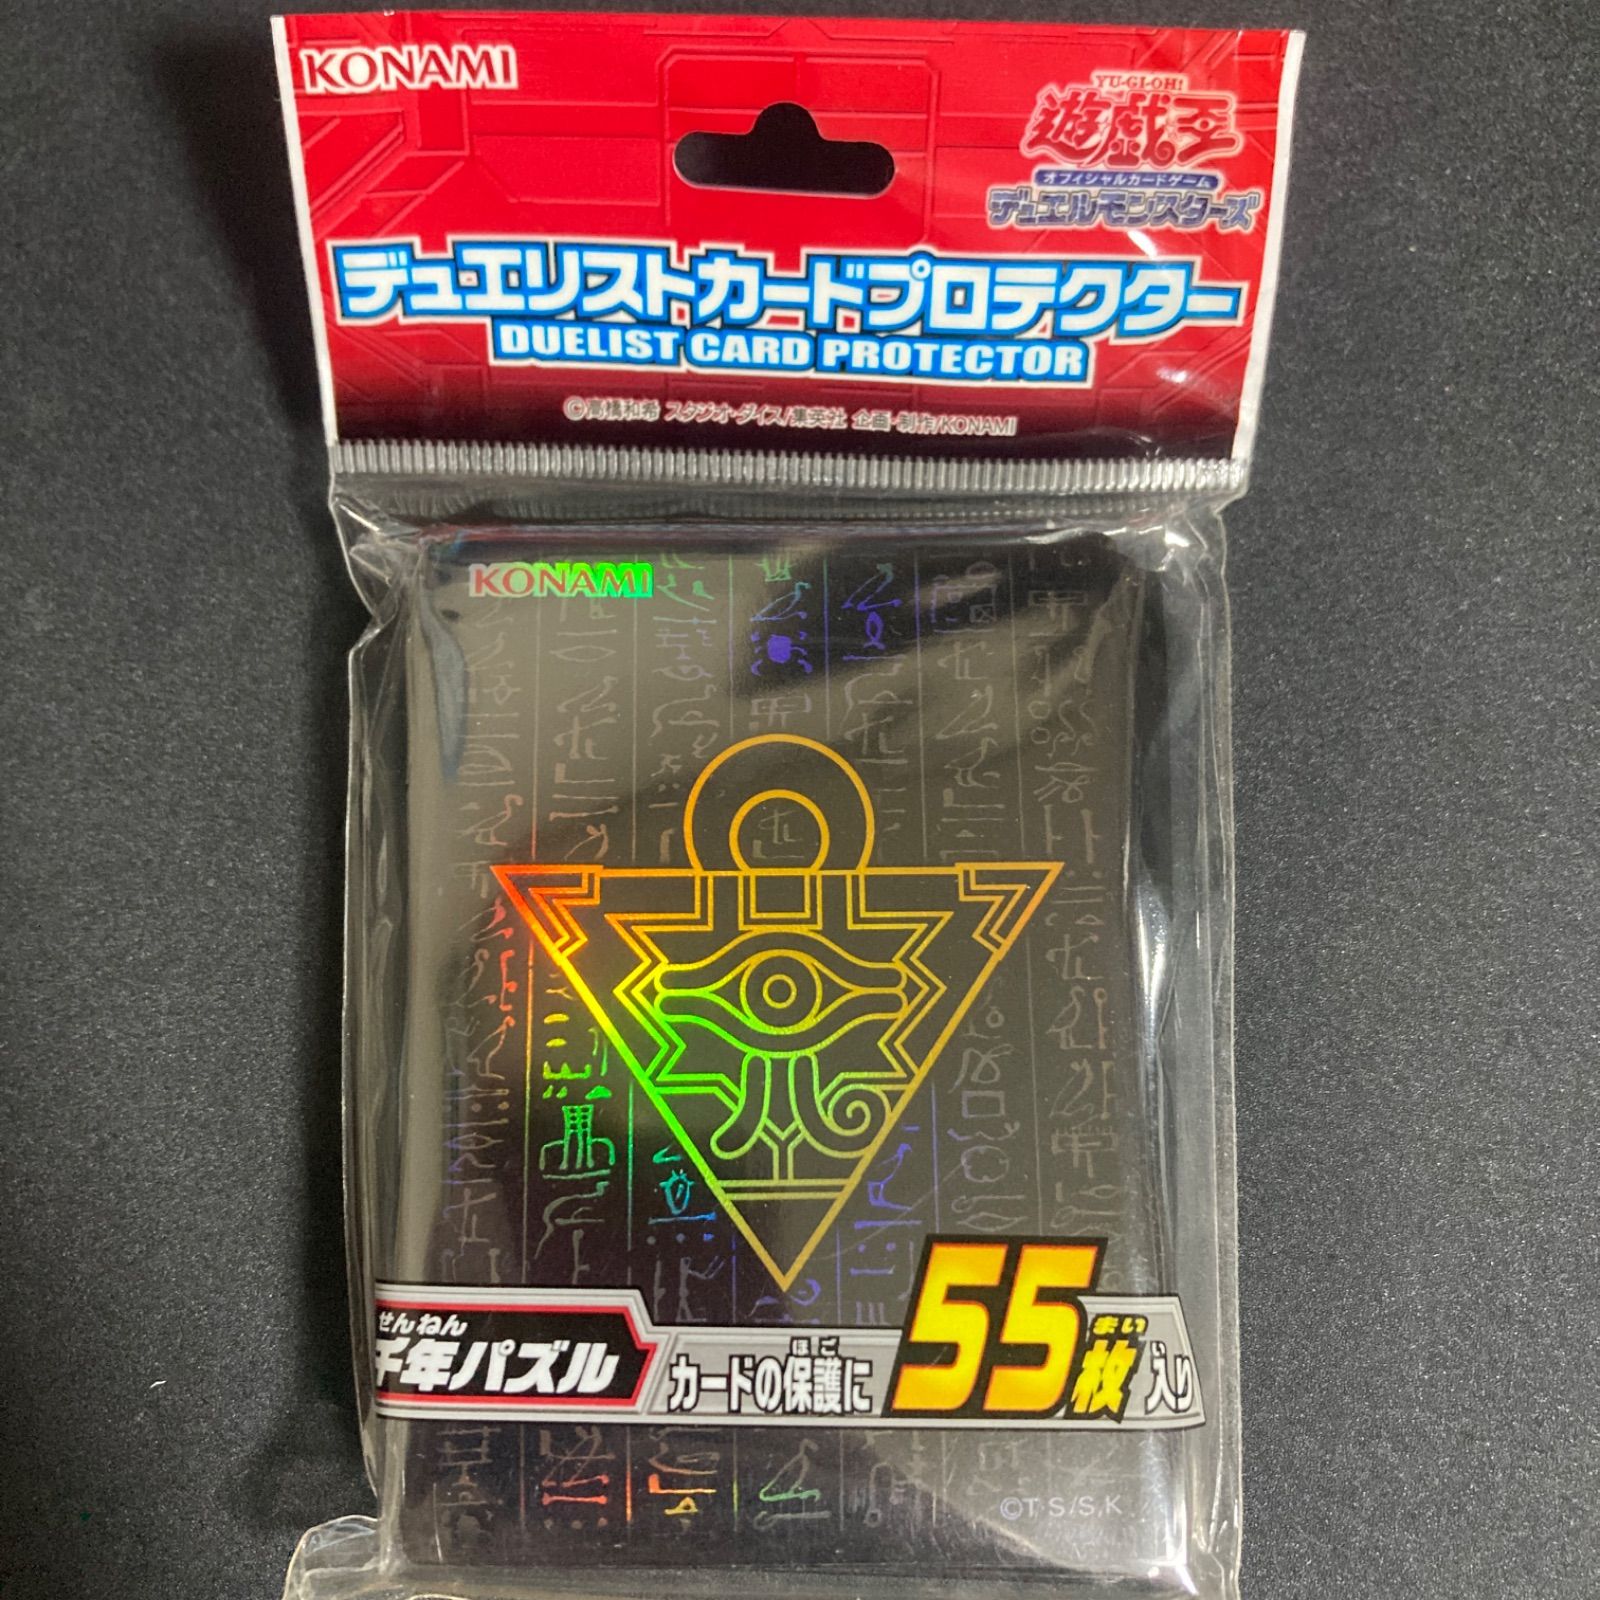 KONAMI
YU-GI-OH!
遊戯王
オフィシャルカードゲーム
デュエルモンスターズ
デュエリストカードプロテクター
DUELIST CARD PROTECTOR
©高橋和希 スタジオ・ダイス/集英社 企画・制作/KONAMI
KONAMI
せんねん
千年パズル
ほご
カードの保護に
まい い
55枚入り
©T S/S,K